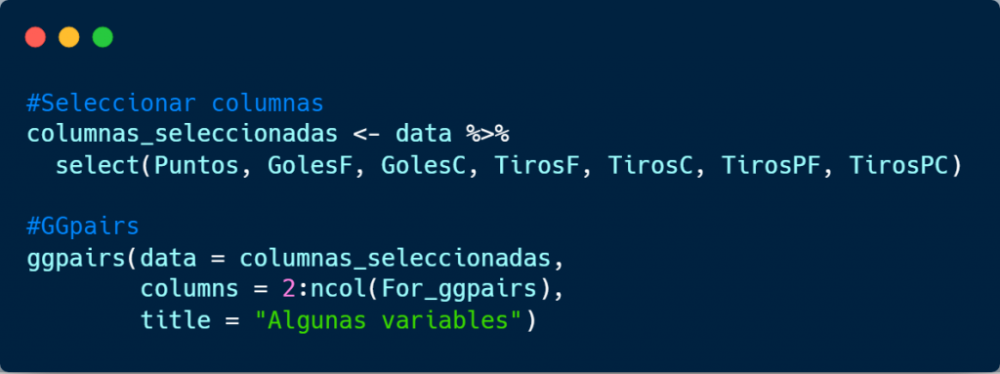 #Seleccionar columnas
columnas_seleccionadas <- data %>%
  select(Puntos, GolesF, GolesC, TirosF, TirosC, TirosPF, TirosPC)

#GGpairs
ggpairs(data = columnas_seleccionadas,
        columns = 2:ncol(For_ggpairs),
        title = "Algunas variables")